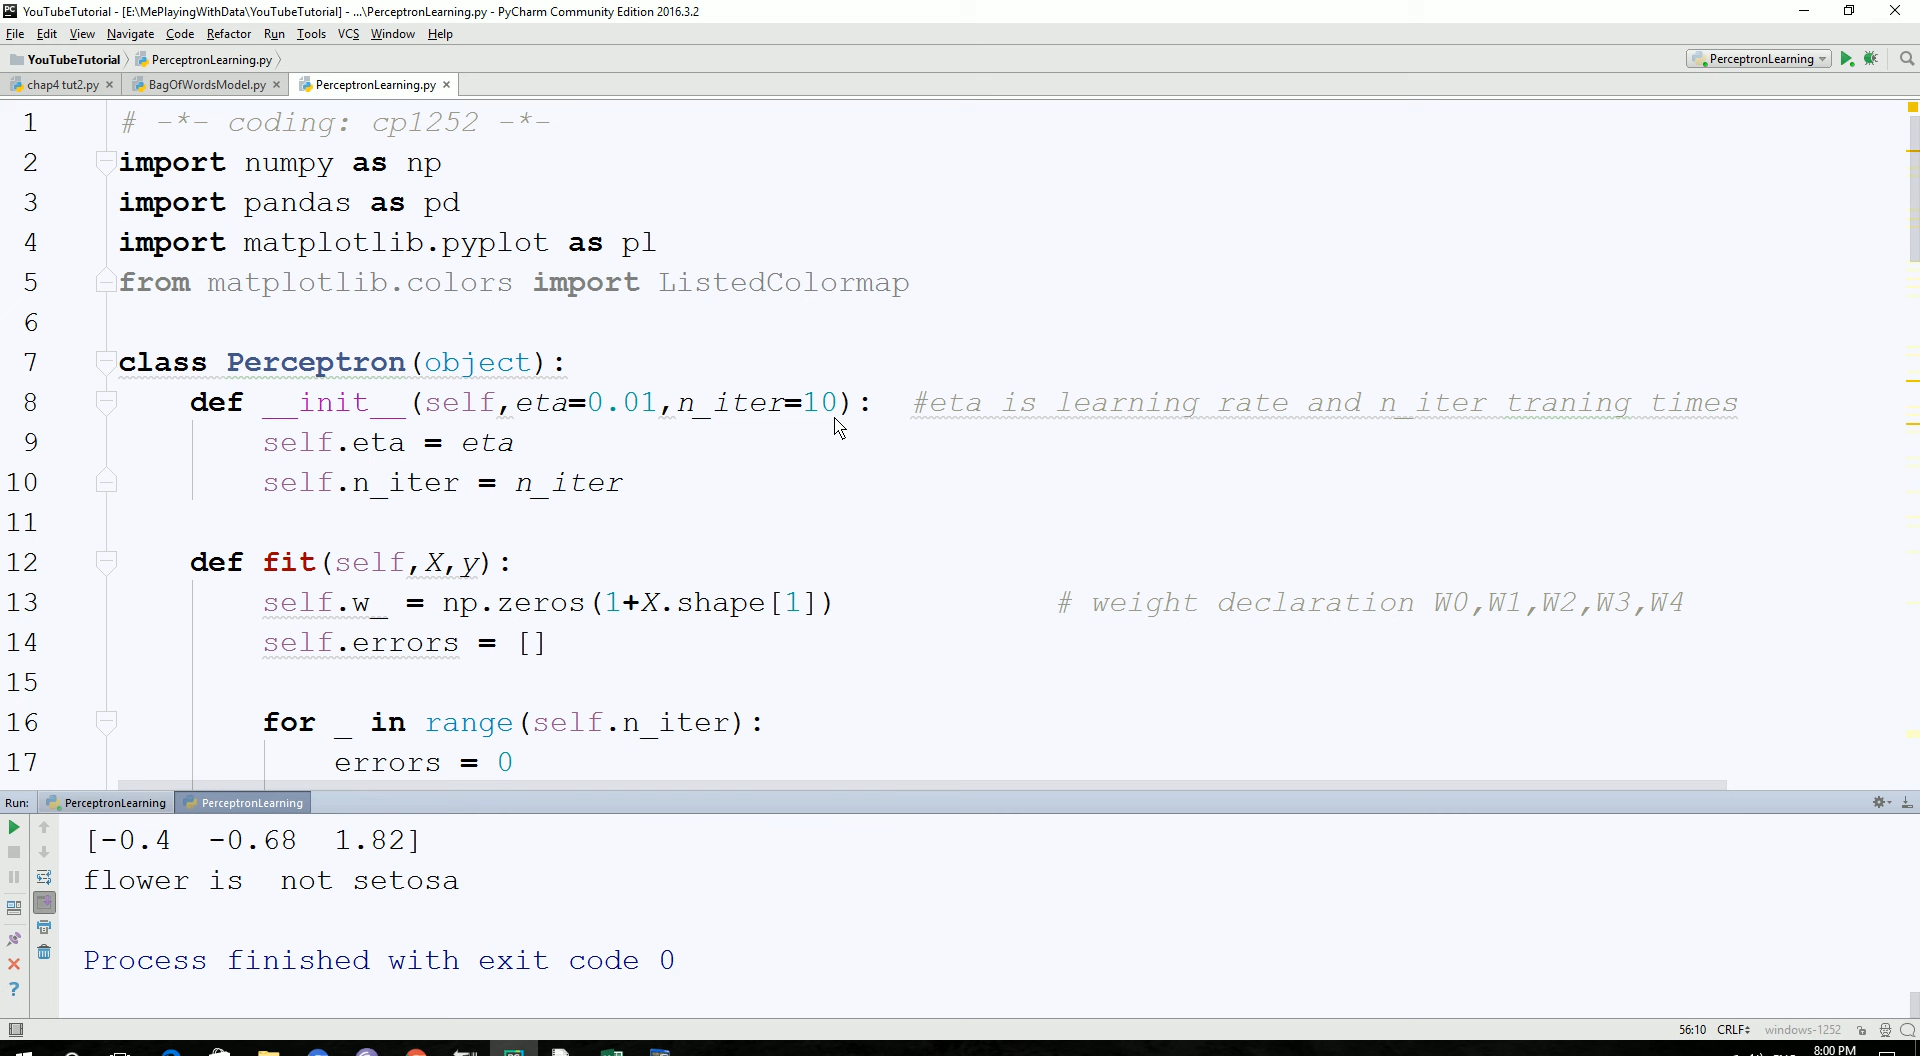 YouTubeTutorial - [E:\MePlayingWithData\YouTubeTutorial] - ...\PerceptronLearning.py - PyCharm Community Edition 2016.3.2
File Edit View Navigate Code Refactor Run Tools VCS Window Help
YouTubeTutorial PerceptronLearning.py PerceptronLearning
chap4 tut2.py BagOfWordsModel.py PerceptronLearning.py
1 # -*- coding: cp1252 -*-
2 import numpy as np
3 import pandas as pd
4 import matplotlib.pyplot as pl
5 from matplotlib.colors import ListedColormap
6
7 class Perceptron(object):
8 def __init__(self,eta=0.01,n_iter=10): #eta is learning rate and n_iter traning times
9 self.eta = eta
10 self.n_iter = n_iter
11
12 def fit(self,X,y):
13 self.w_ = np.zeros(1+X.shape[1]) # weight declaration W0,W1,W2,W3,W4
14 self.errors = []
15
16 for _ in range(self.n_iter):
17 errors = 0
Run: PerceptronLearning PerceptronLearning
[-0.4 -0.68 1.82]
flower is not setosa
Process finished with exit code 0
56:10 CRLF windows-1252
8:00 PM